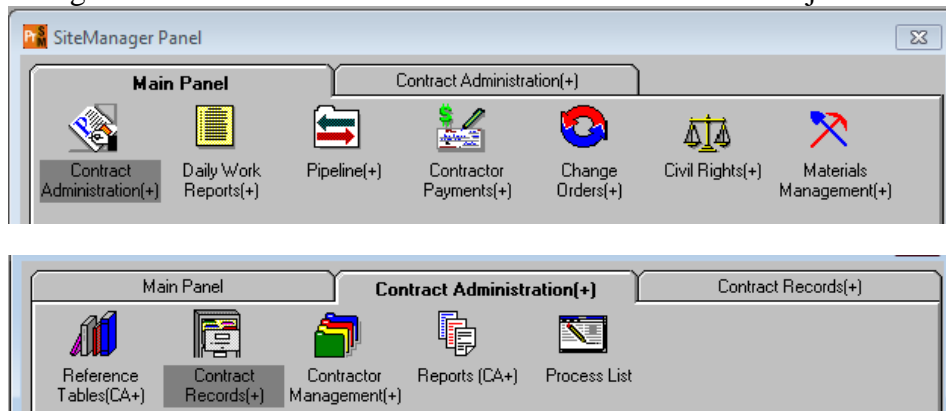 SiteManager Panel
Main Panel Contract Administration(+)
Contract Administration(+) Daily Work Reports(+) Pipeline(+) Contractor Payments(+) Change Orders(+) Civil Rights(+) Materials Management(+)
Main Panel Contract Administration(+) Contract Records(+)
Reference Tables(CA+) Contract Records(+) Contractor Management(+) Reports (CA+) Process List